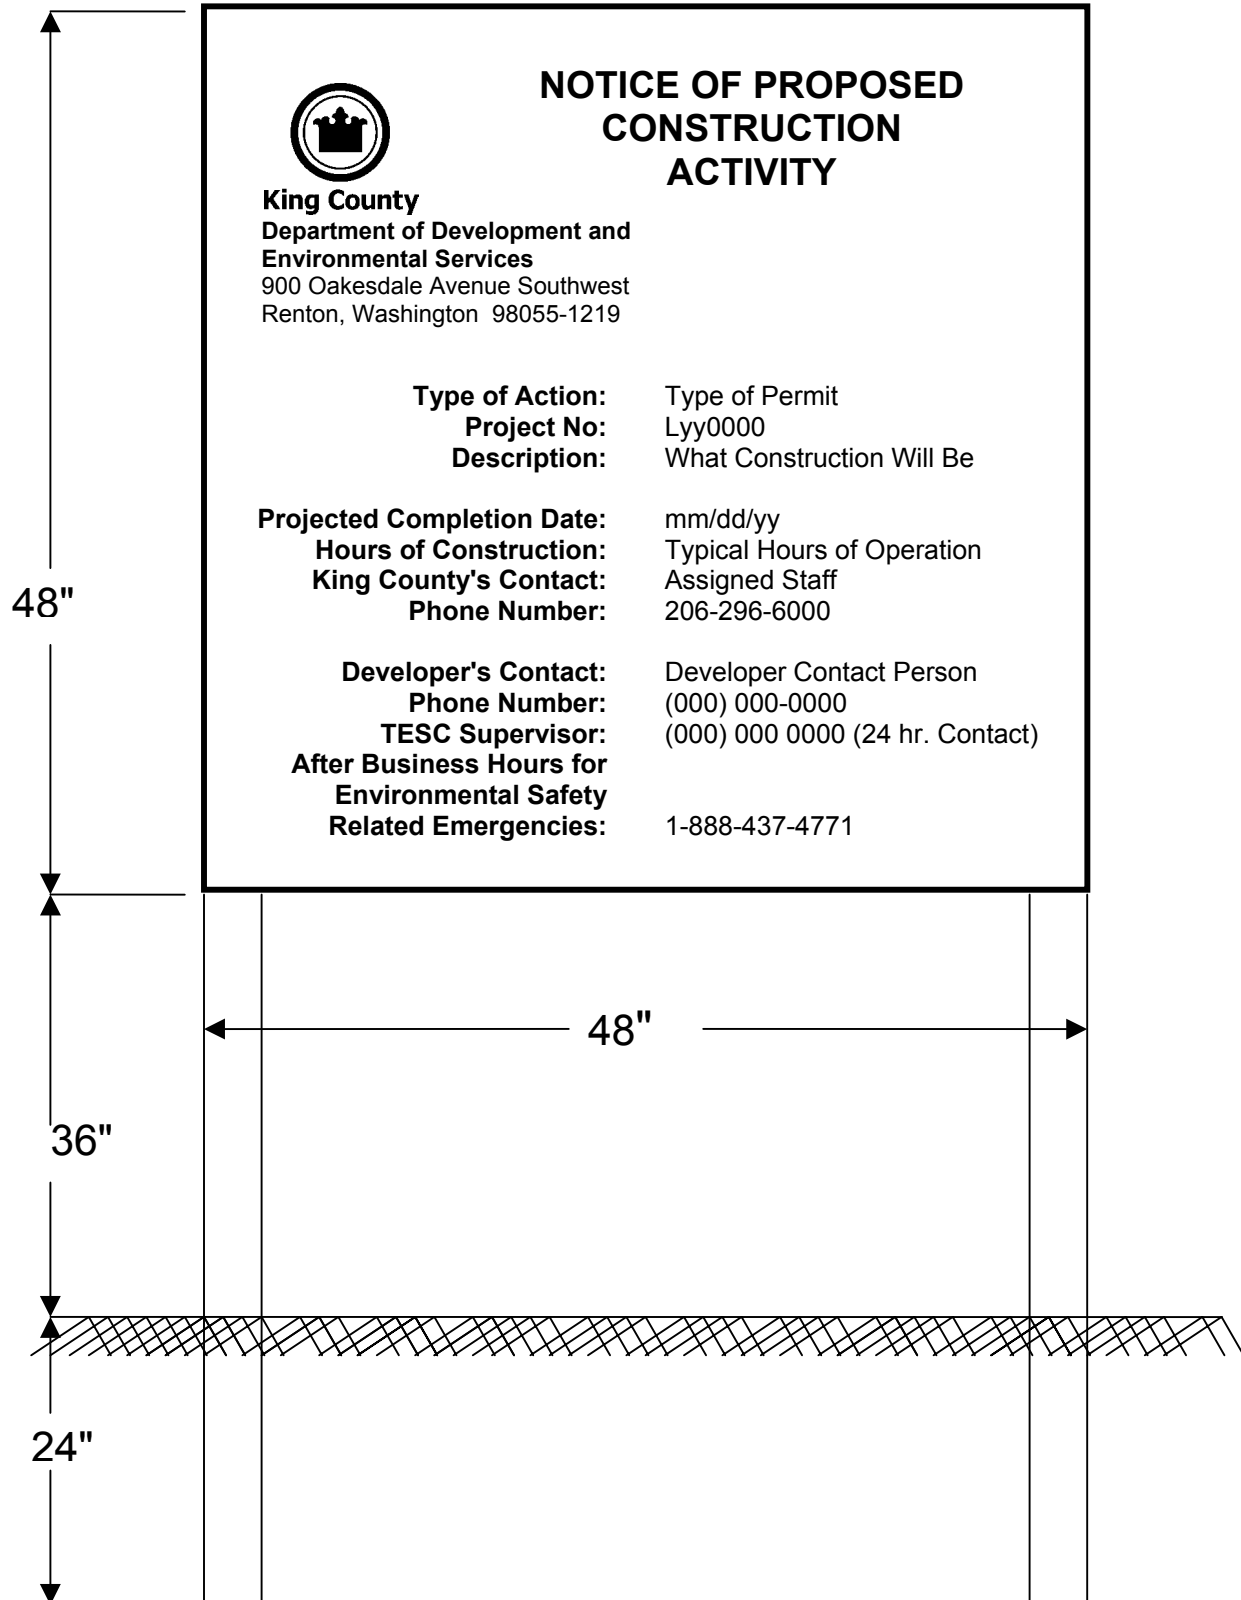 NOTICE OF PROPOSED
CONSTRUCTION
ACTIVITY
King County
Department of Development and
Environmental Services
900 Oakesdale Avenue Southwest
Renton, Washington 98055-1219
Type of Action: Type of Permit
Project No: Lyy0000
Description: What Construction Will Be
Projected Completion Date: mm/dd/yy
Hours of Construction: Typical Hours of Operation
King County's Contact: Assigned Staff
Phone Number: 206-296-6000
Developer's Contact: Developer Contact Person
Phone Number: (000) 000-0000
TESC Supervisor: (000) 000 0000 (24 hr. Contact)
After Business Hours for
Environmental Safety
Related Emergencies: 1-888-437-4771
48"
48"
36"
24"